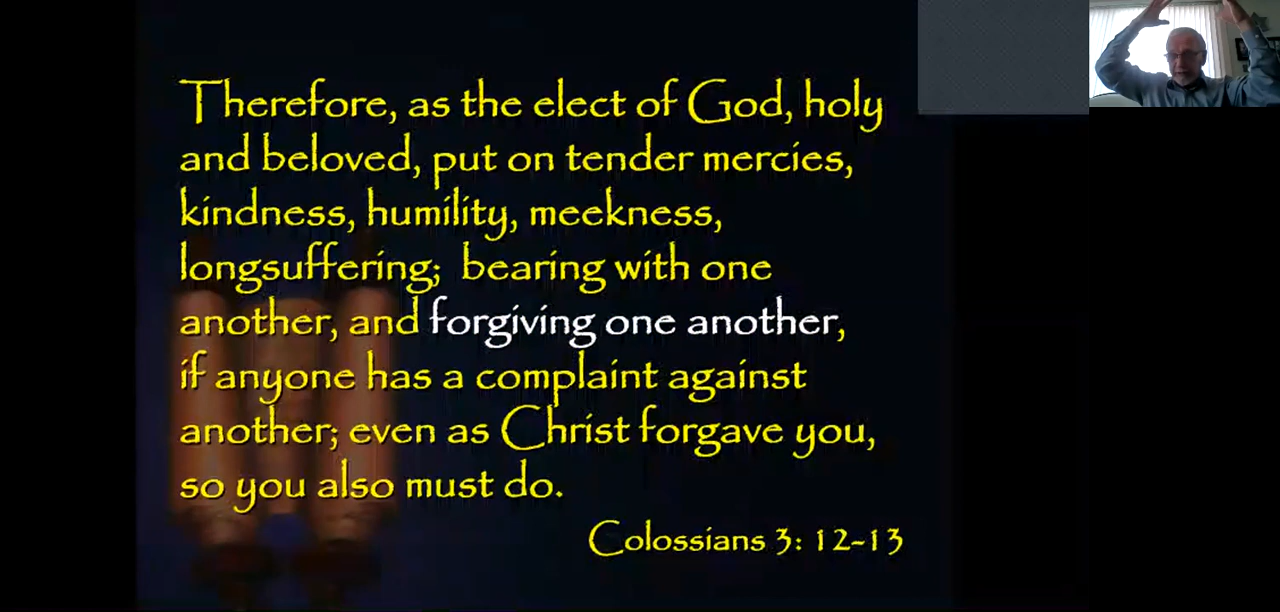 Therefore, as the elect of God, holy
and beloved, put on tender mercies,
kindness, humility, meekness,
longsuffering;  bearing with one
another, and forgiving one another,
if anyone has a complaint against
another; even as Christ forgave you,
so you also must do.
Colossians 3: 12-13